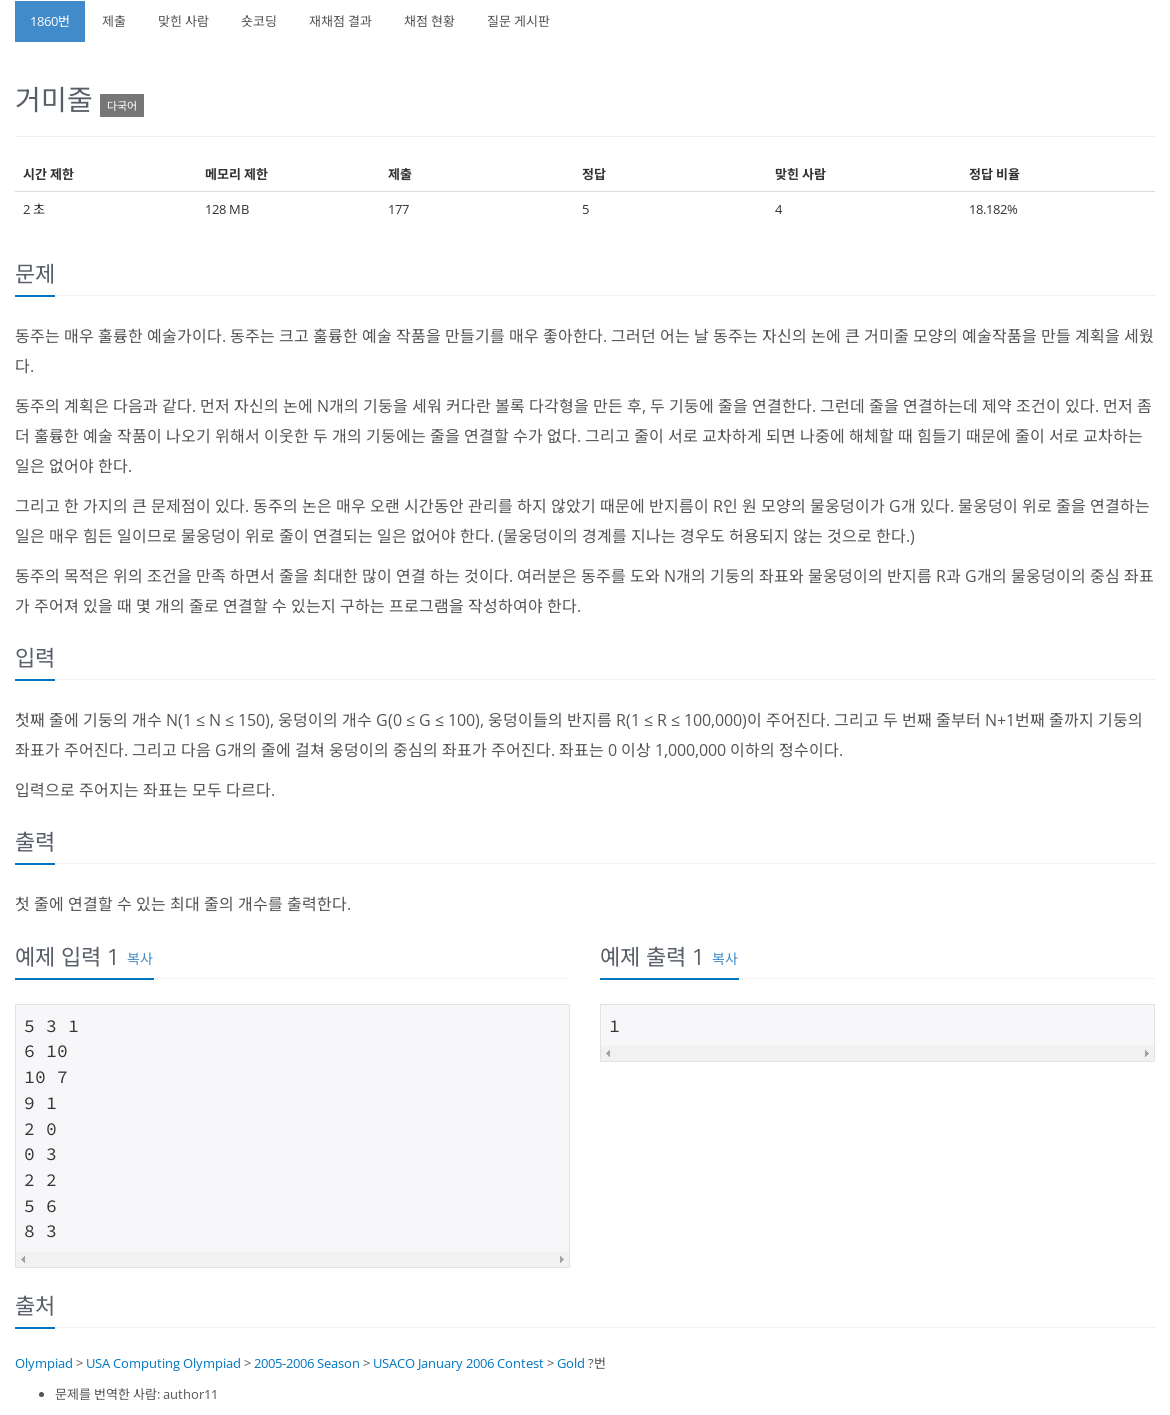 1860번 제출 맞힌 사람 숏코딩 재채점 결과 채점 현황 질문 게시판
거미줄 다국어
시간 제한 메모리 제한 제출 정답 맞힌 사람 정답 비율
2 초 128 MB 177 5 4 18.182%
문제
동주는 매우 훌륭한 예술가이다. 동주는 크고 훌륭한 예술 작품을 만들기를 매우 좋아한다. 그러던 어는 날 동주는 자신의 논에 큰 거미줄 모양의 예술작품을 만들 계획을 세웠
다.
동주의 계획은 다음과 같다. 먼저 자신의 논에 N개의 기둥을 세워 커다란 볼록 다각형을 만든 후, 두 기둥에 줄을 연결한다. 그런데 줄을 연결하는데 제약 조건이 있다. 먼저 좀
더 훌륭한 예술 작품이 나오기 위해서 이웃한 두 개의 기둥에는 줄을 연결할 수가 없다. 그리고 줄이 서로 교차하게 되면 나중에 해체할 때 힘들기 때문에 줄이 서로 교차하는
일은 없어야 한다.
그리고 한 가지의 큰 문제점이 있다. 동주의 논은 매우 오랜 시간동안 관리를 하지 않았기 때문에 반지름이 R인 원 모양의 물웅덩이가 G개 있다. 물웅덩이 위로 줄을 연결하는
일은 매우 힘든 일이므로 물웅덩이 위로 줄이 연결되는 일은 없어야 한다. (물웅덩이의 경계를 지나는 경우도 허용되지 않는 것으로 한다.)
동주의 목적은 위의 조건을 만족 하면서 줄을 최대한 많이 연결 하는 것이다. 여러분은 동주를 도와 N개의 기둥의 좌표와 물웅덩이의 반지름 R과 G개의 물웅덩이의 중심 좌표
가 주어져 있을 때 몇 개의 줄로 연결할 수 있는지 구하는 프로그램을 작성하여야 한다.
입력
첫째 줄에 기둥의 개수 N(1 ≤ N ≤ 150), 웅덩이의 개수 G(0 ≤ G ≤ 100), 웅덩이들의 반지름 R(1 ≤ R ≤ 100,000)이 주어진다. 그리고 두 번째 줄부터 N+1번째 줄까지 기둥의
좌표가 주어진다. 그리고 다음 G개의 줄에 걸쳐 웅덩이의 중심의 좌표가 주어진다. 좌표는 0 이상 1,000,000 이하의 정수이다.
입력으로 주어지는 좌표는 모두 다르다.
출력
첫 줄에 연결할 수 있는 최대 줄의 개수를 출력한다.
예제 입력 1 복사
5 3 1
6 10
10 7
9 1
2 0
0 3
2 2
5 6
8 3
예제 출력 1 복사
1
출처
Olympiad > USA Computing Olympiad > 2005-2006 Season > USACO January 2006 Contest > Gold ?번
• 문제를 번역한 사람: author11